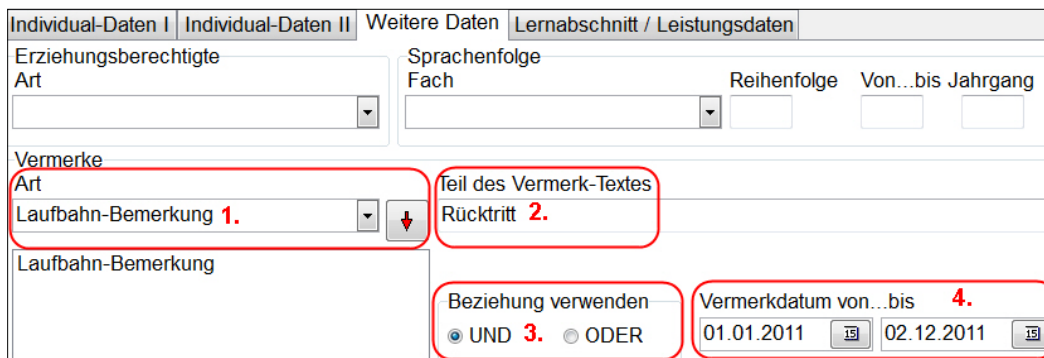 Individual-Daten I Individual-Daten II Weitere Daten Lernabschnitt / Leistungsdaten
Erziehungsberechtigte Sprachenfolge
Art Fach Reihenfolge Von...bis Jahrgang
Vermerke
Art Teil des Vermerk-Textes
Laufbahn-Bemerkung 1. Rücktritt 2.
Laufbahn-Bemerkung
Beziehung verwenden Vermerkdatum von...bis 4.
UND 3. ODER 01.01.2011 15 02.12.2011 15